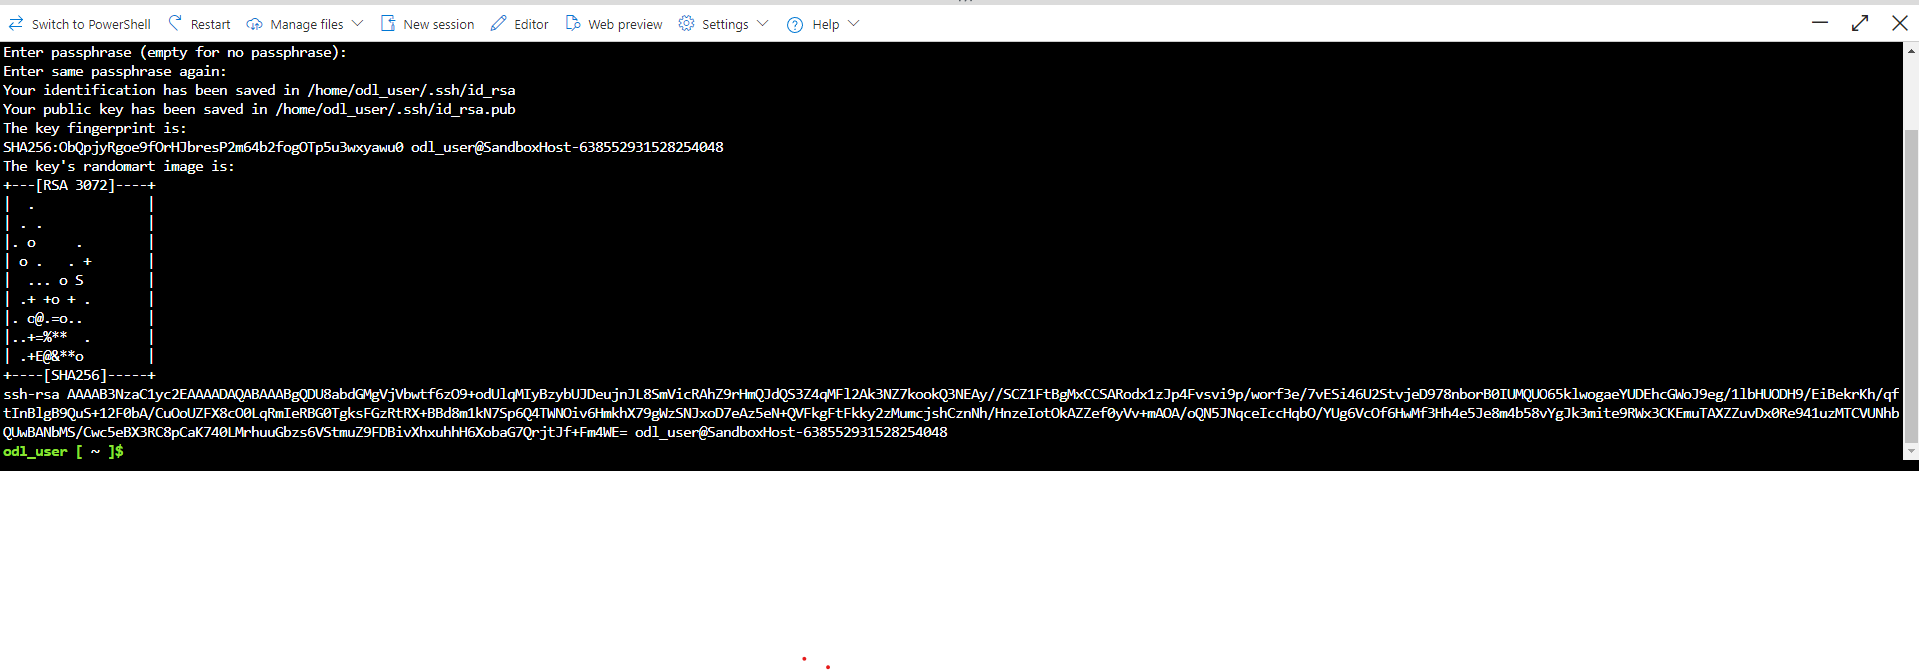 Switch to PowerShell Restart Manage files New session Editor Web preview Settings Help
Enter passphrase (empty for no passphrase):
Enter same passphrase again:
Your identification has been saved in /home/odl_user/.ssh/id_rsa
Your public key has been saved in /home/odl_user/.ssh/id_rsa.pub
The key fingerprint is:
SHA256:ObQpjyRgoe9fOrHJbresP2m64b2fogOTp5u3wxyawu0 odl_user@SandboxHost-638552931528254048
The key's randomart image is:
+---[RSA 3072]----+
|  .              |
| . .             |
|. o     .        |
| o .   . +       |
|  ... o S        |
| .+ +o + .       |
|. c@.=o..        |
|..+=%**  .       |
| .+E@&**o        |
+----[SHA256]-----+
ssh-rsa AAAAB3NzaC1yc2EAAAADAQABAAABgQDU8abdGMgVjVbwtf6zO9+odUlqMIyBzybUJDeujnJL8SmVicRAhZ9rHmQJdQS3Z4qMFl2Ak3NZ7kookQ3NEAy//SCZ1FtBgMxCCSARodx1zJp4Fvsvi9p/worf3e/7vESi46U2StvjeD978nborB0IUMQUO65klwogaeYUDEhcGWoJ9eg/1lbHUODH9/EiBekrKh/qf
tInBlgB9QuS+12F0bA/CuOoUZFX8cO0LqRmIeRBG0TgksFGzRtRX+BBd8m1kN7Sp6Q4TWNOiv6HmkhX79gWzSNJxoD7eAz5eN+QVFkgFtFkky2zMumcjshCznNh/HnzeIotOkAZZef0yVv+mAOA/oQN5JNqceIccHqbO/YUg6VcOf6HwMf3Hh4e5Je8m4b58vYgJk3mite9RWx3CKEmuTAXZZuvDx0Re941uzMTCVUNhb
QUwBANbMS/Cwc5eBX3RC8pCaK740LMrhuuGbzs6VStmuZ9FDBivXhxuhhH6XobaG7QrjtJf+Fm4WE= odl_user@SandboxHost-638552931528254048
odl_user [ ~ ]$